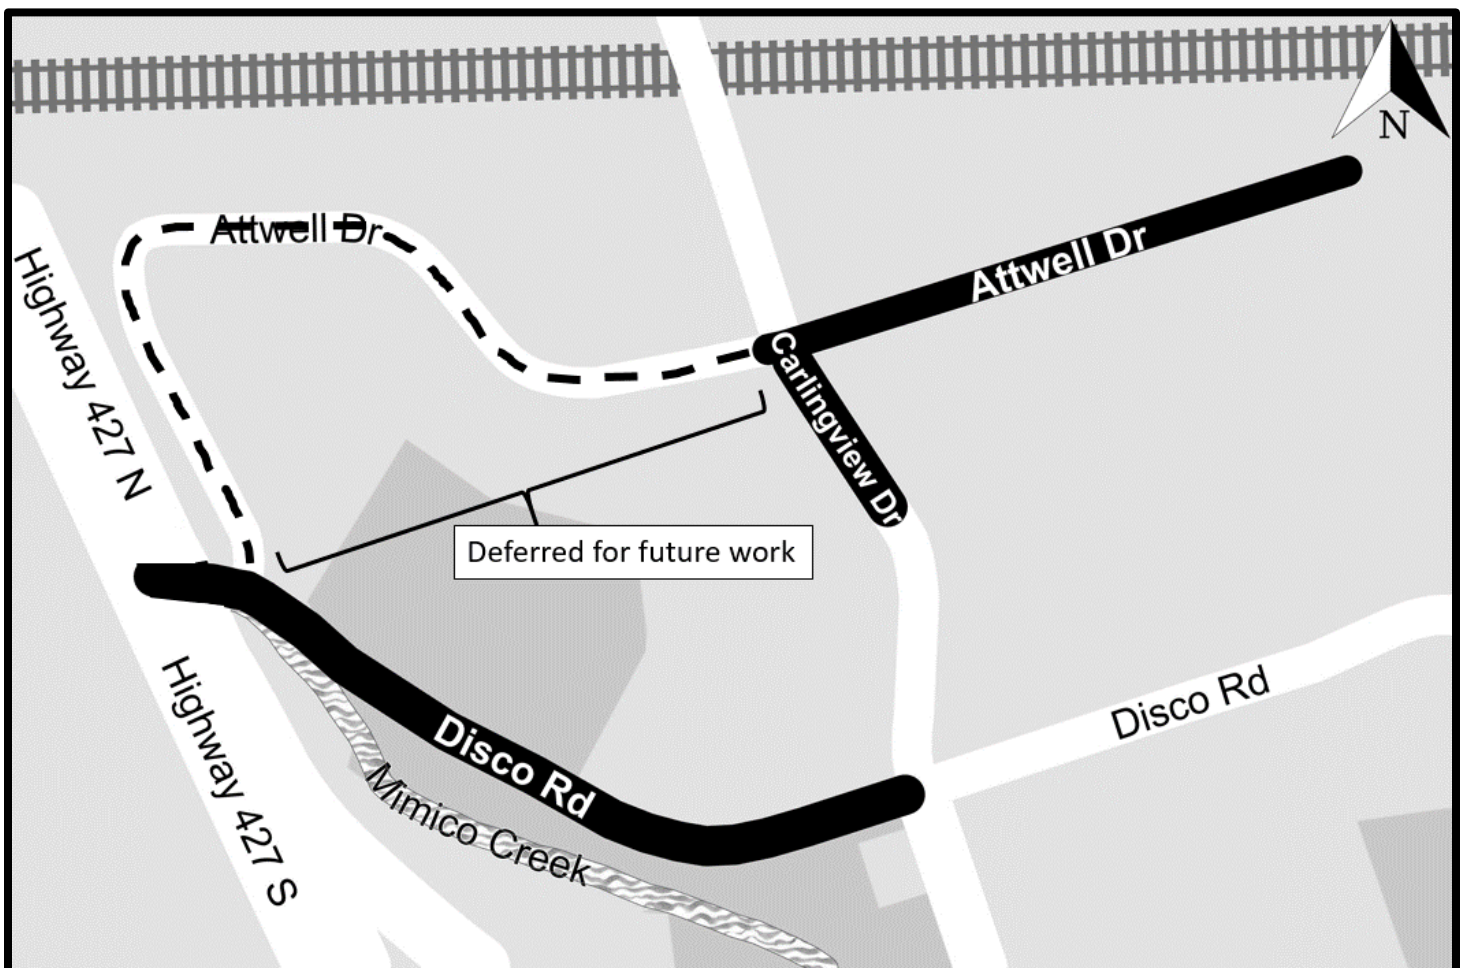 N
Attwell Dr
Attwell Dr
Highway 427 N
Carlingview Dr
Deferred for future work
Disco Rd
Highway 427 S
Disco Rd
Mimico Creek